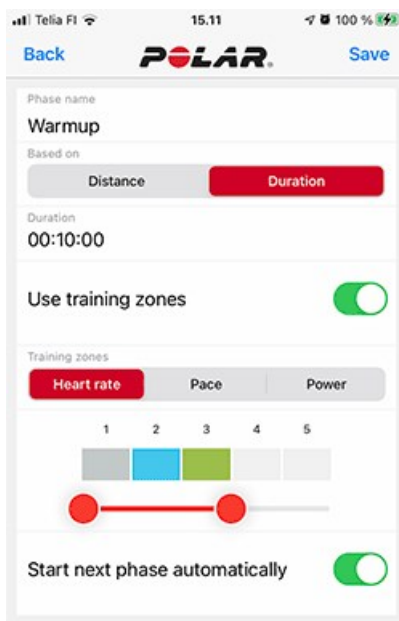 Telia FI 15.11 100 %
Back POLAR. Save
Phase name
Warmup
Based on
Distance Duration
Duration
00:10:00
Use training zones
Training zones
Heart rate Pace Power
1 2 3 4 5
Start next phase automatically